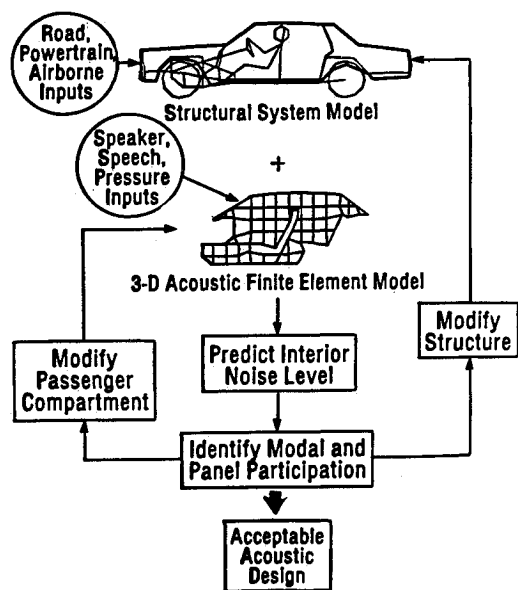 Road,
Powertrain,
Airborne
Inputs
Structural System Model
Speaker,
Speech,
Pressure
Inputs
+
3-D Acoustic Finite Element Model
Modify
Passenger
Compartment
Predict Interior
Noise Level
Modify
Structure
Identify Modal and
Panel Participation
Acceptable
Acoustic
Design